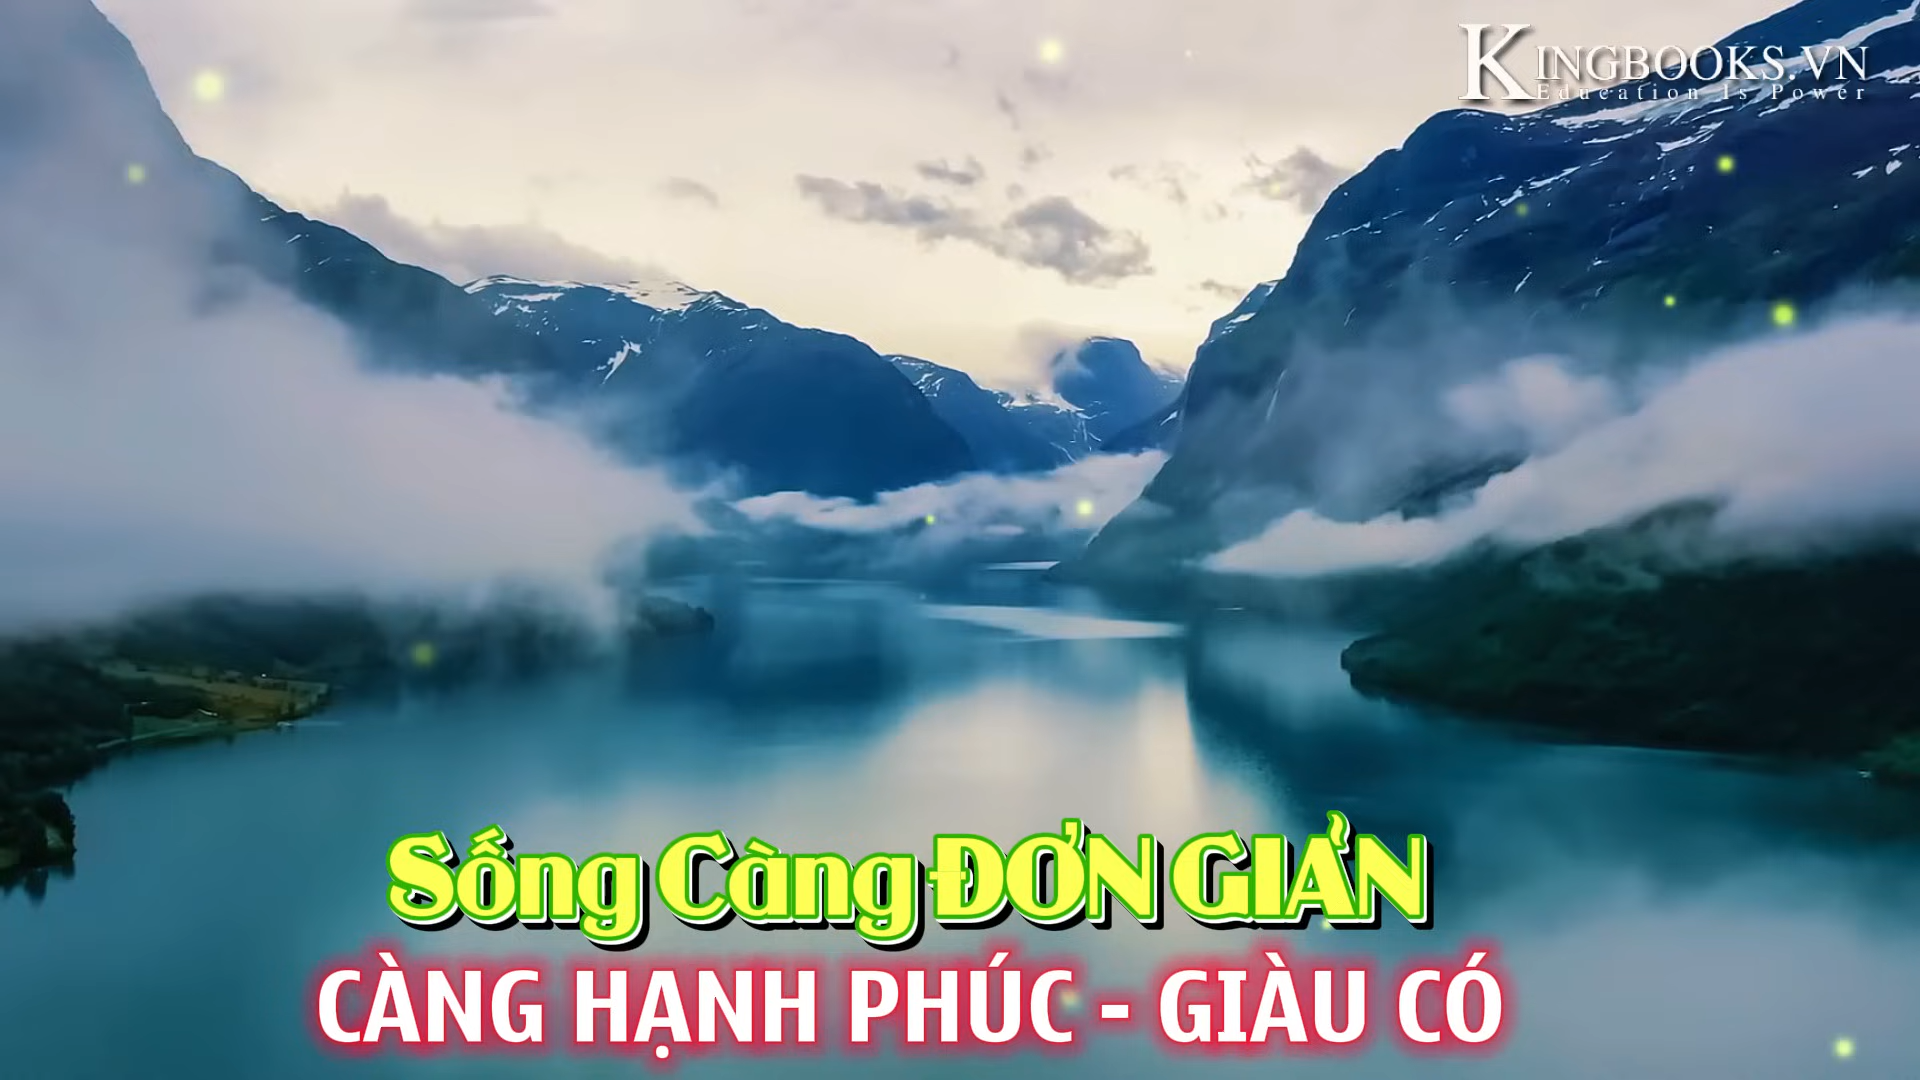 KINGBOOKS.VN
Education Is Power
Sống Càng ĐƠN GIẢN
CÀNG HẠNH PHÚC - GIÀU CÓ